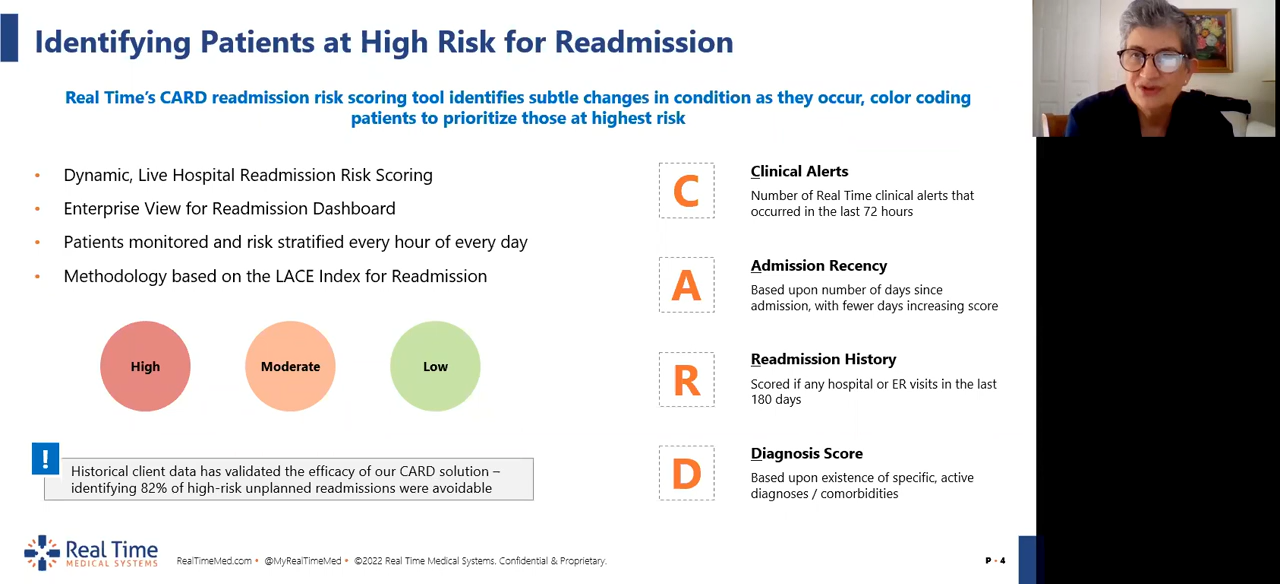 Identifying Patients at High Risk for Readmission
Real Time's CARD readmission risk scoring tool identifies subtle changes in condition as they occur, color coding
patients to prioritize those at highest risk
• Dynamic, Live Hospital Readmission Risk Scoring
• Enterprise View for Readmission Dashboard
• Patients monitored and risk stratified every hour of every day
• Methodology based on the LACE Index for Readmission
High
Moderate
Low
!
Historical client data has validated the efficacy of our CARD solution –
identifying 82% of high-risk unplanned readmissions were avoidable
C
Clinical Alerts
Number of Real Time clinical alerts that
occurred in the last 72 hours
A
Admission Recency
Based upon number of days since
admission, with fewer days increasing score
R
Readmission History
Scored if any hospital or ER visits in the last
180 days
D
Diagnosis Score
Based upon existence of specific, active
diagnoses / comorbidities
Real Time
MEDICAL SYSTEMS
RealTimeMed.com • @MyRealTimeMed • ©2022 Real Time Medical Systems. Confidential & Proprietary.
P - 4